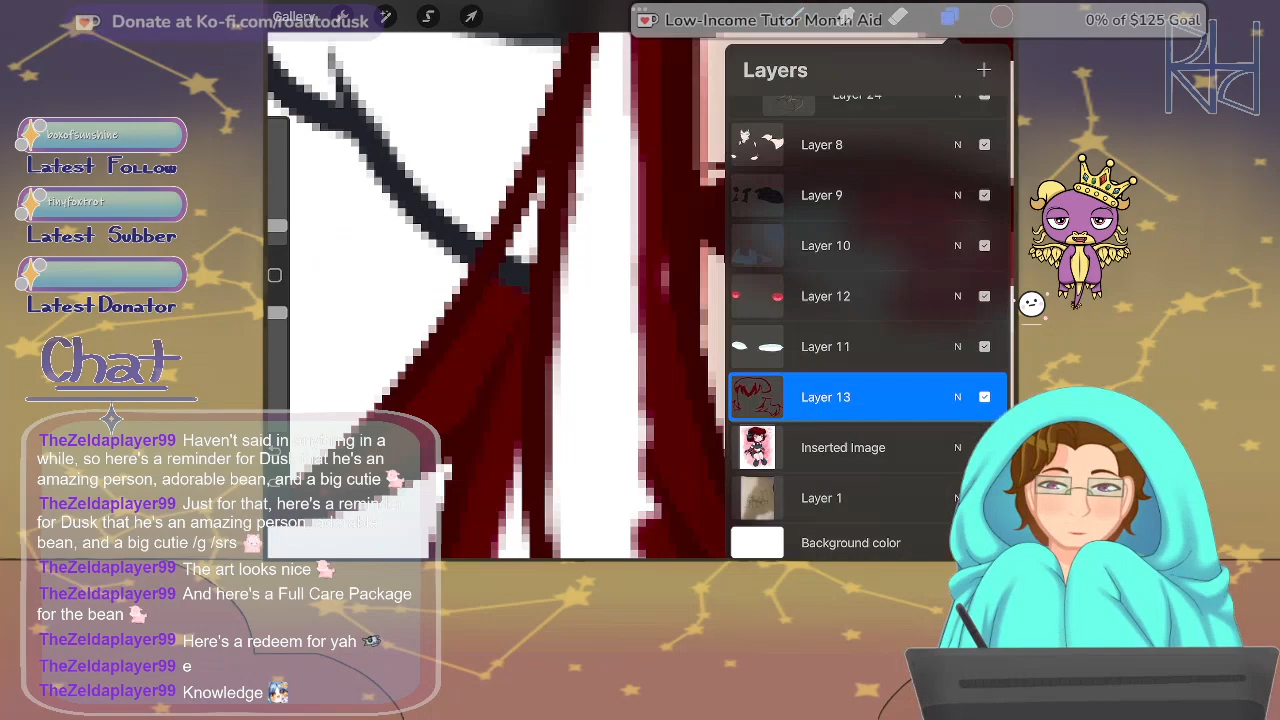 Donate at Ko-fi.com/roadtodusk
Gallery
Low-Income Tutor Month Aid
0% of $125 Goal
Layers
Layer 24
N
Layer 8
N
Layer 9
N
Layer 10
N
Layer 12
N
Layer 11
N
Layer 13
N
Inserted Image
N
Layer 1
N
Background color
boxofsunshine
Latest Follow
tinyfoxtrot
Latest Subber
Latest Donator
Chat
TheZeldaplayer99 Haven't said in anything in a
while, so here's a reminder for Dusk that he's an
amazing person, adorable bean, and a big cutie
TheZeldaplayer99 Just for that, here's a reminder
for Dusk that he's an amazing person, adorable
bean, and a big cutie /g /srs
TheZeldaplayer99 The art looks nice
TheZeldaplayer99 And here's a Full Care Package
for the bean
TheZeldaplayer99 Here's a redeem for yah
TheZeldaplayer99 e
TheZeldaplayer99 Knowledge